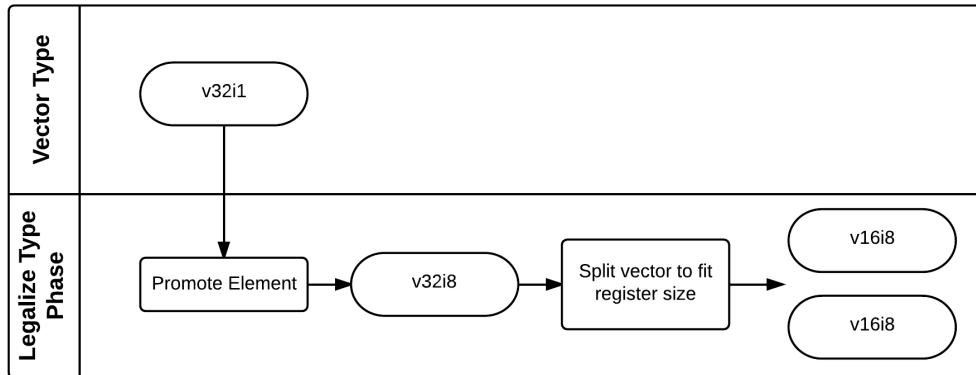 Vector Type
v32i1
Legalize Type
Phase
Promote Element
v32i8
Split vector to fit
register size
v16i8
v16i8